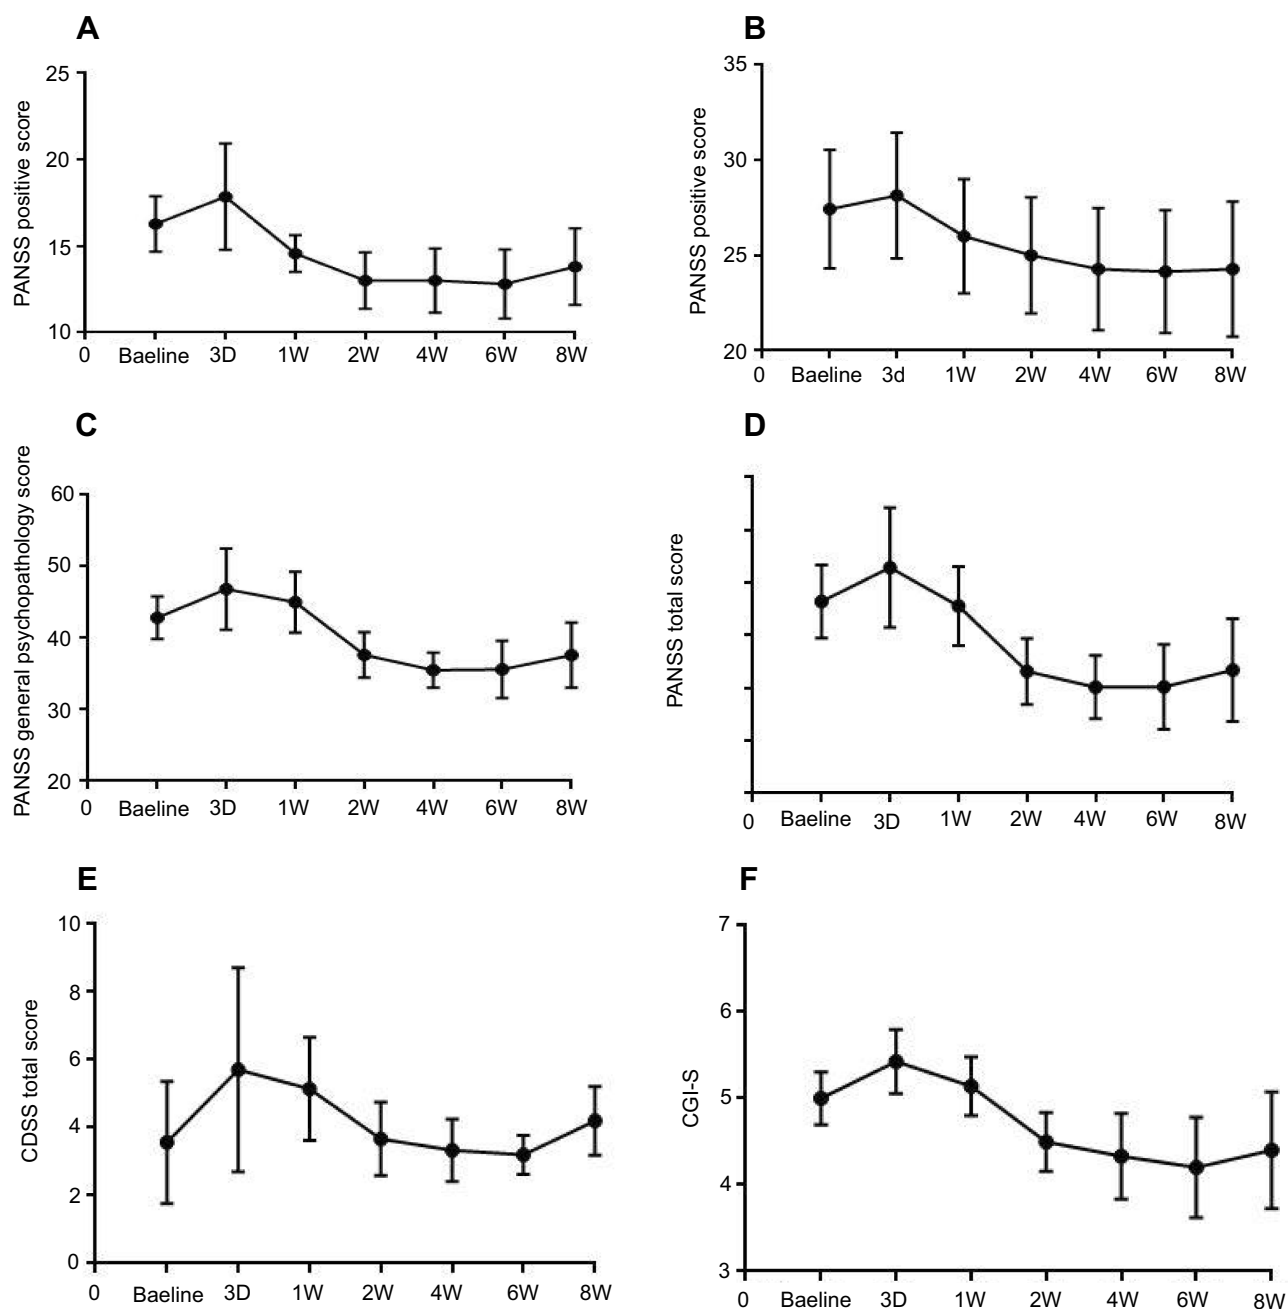 A
PANSS positive score
25
20
15
10
0 Baeline 3D 1W 2W 4W 6W 8W
B
PANSS positive score
35
30
25
20
0 Baeline 3d 1W 2W 4W 6W 8W
C
PANSS general psychopathology score
60
50
40
30
20
0 Baeline 3D 1W 2W 4W 6W 8W
D
PANSS total score
0 Baeline 3D 1W 2W 4W 6W 8W
E
CDSS total score
10
8
6
4
2
0
0 Baeline 3D 1W 2W 4W 6W 8W
F
CGI-S
7
6
5
4
3
0 Baeline 3D 1W 2W 4W 6W 8W